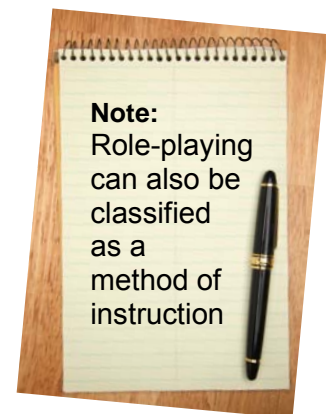 Note:
Role-playing
can also be
classified
as a
method of
instruction